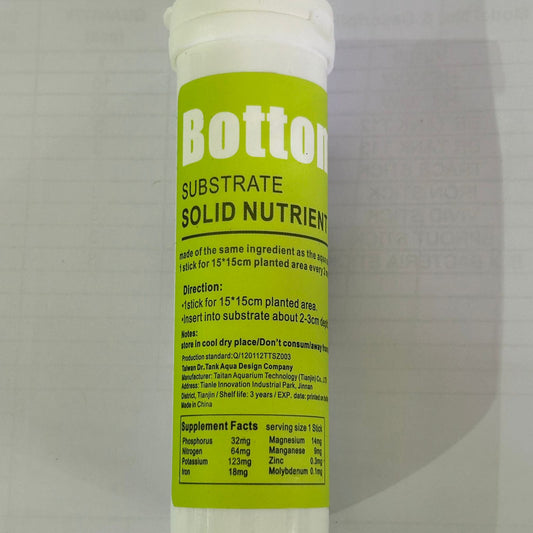 Botton
SUBSTRATE
SOLID NUTRIENT
made of the same ingredient as the
1 stick for 15*15cm planted area every
Direction:
•1stick for 15*15cm planted area.
•Insert into substrate about 2-3cm
Notes:
store in cool dry place/Don't consum/away
Production standard:Q/120112TTSZ003
Taiwan Dr.Tank Aqua Design Company
Manufacturer: Taitan Aquarium Technology (Tianjin) Co.,
Address: Tianle Innovation Industrial Park, Jinnan
District, Tianjin / Shelf life: 3 years / EXP. date: printed on
Made in China
Supplement Facts serving size 1 Stick
Phosphorus 32mg Magnesium 14mg
Nitrogen 64mg Manganese 9mg
Potassium 123mg Zinc 0.3mg
Iron 18mg Molybdenum 0.1mg